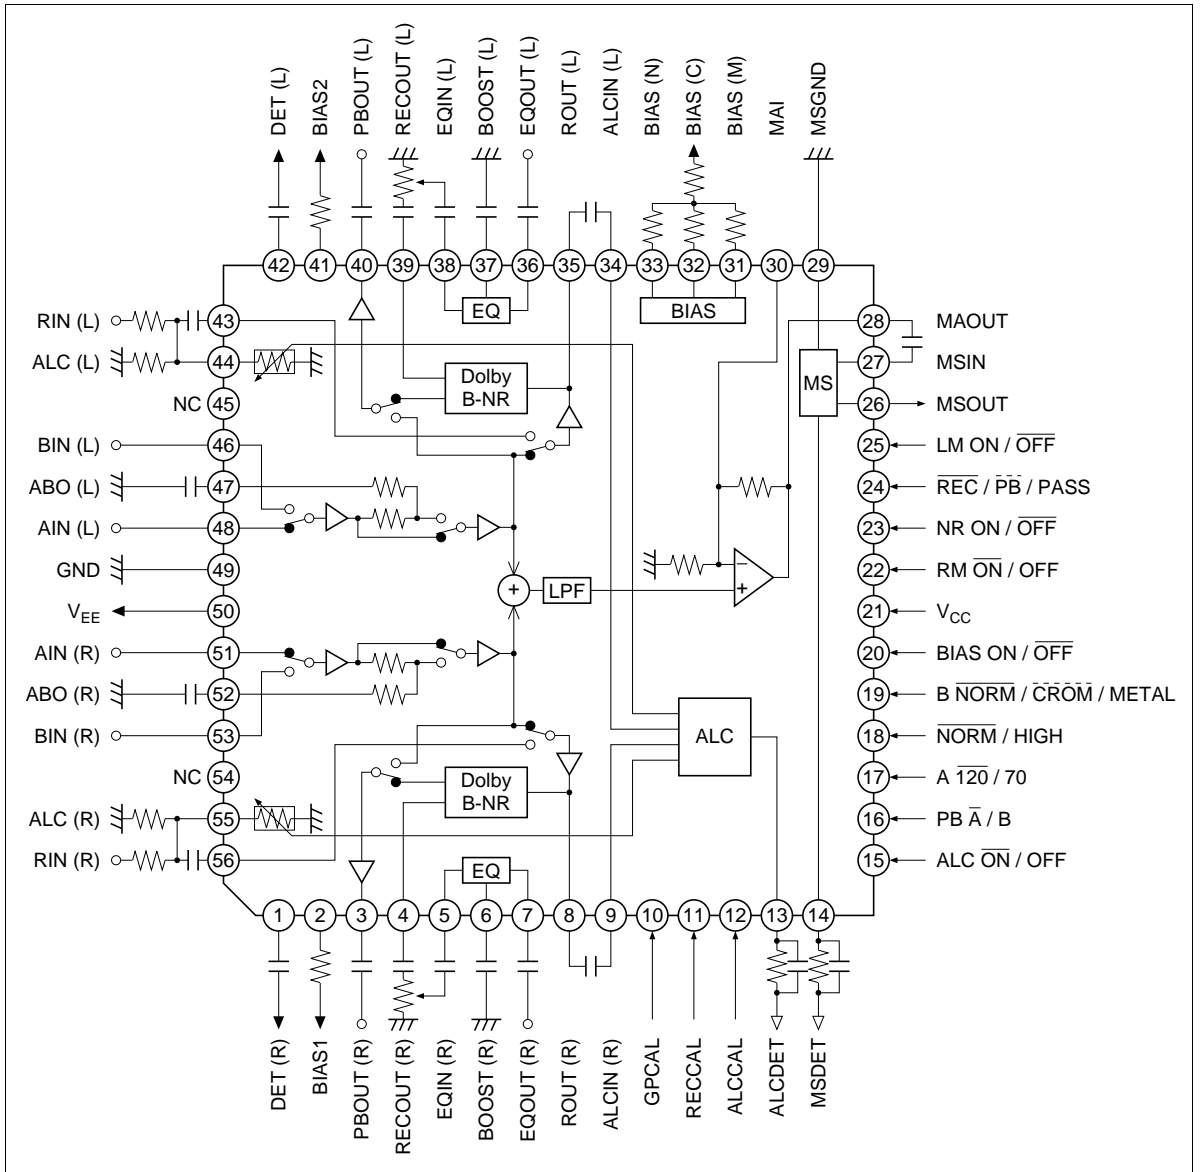 DET (L)
BIAS2
PBOUT (L)
RECOUT (L)
EQIN (L)
BOOST (L)
EQOUT (L)
ROUT (L)
ALCIN (L)
BIAS (N)
BIAS (C)
BIAS (M)
MAI
MSGND
42 41 40 39 38 37 36 35 34 33 32 31 30 29
EQ
BIAS
RIN (L) 43
ALC (L) 44
NC 45
BIN (L) 46
ABO (L) 47
AIN (L) 48
GND 49
VEE 50
AIN (R) 51
ABO (R) 52
BIN (R) 53
NC 54
ALC (R) 55
RIN (R) 56
Dolby
B-NR
+
LPF
−
+
MS
ALC
Dolby
B-NR
EQ
28 MAOUT
27 MSIN
26 MSOUT
25 LM ON / OFF
24 REC / PB / PASS
23 NR ON / OFF
22 RM ON / OFF
21 VCC
20 BIAS ON / OFF
19 B NORM / CROM / METAL
18 NORM / HIGH
17 A 120 / 70
16 PB A / B
15 ALC ON / OFF
1 2 3 4 5 6 7 8 9 10 11 12 13 14
DET (R)
BIAS1
PBOUT (R)
RECOUT (R)
EQIN (R)
BOOST (R)
EQOUT (R)
ROUT (R)
ALCIN (R)
GPCAL
RECCAL
ALCCAL
ALCDET
MSDET